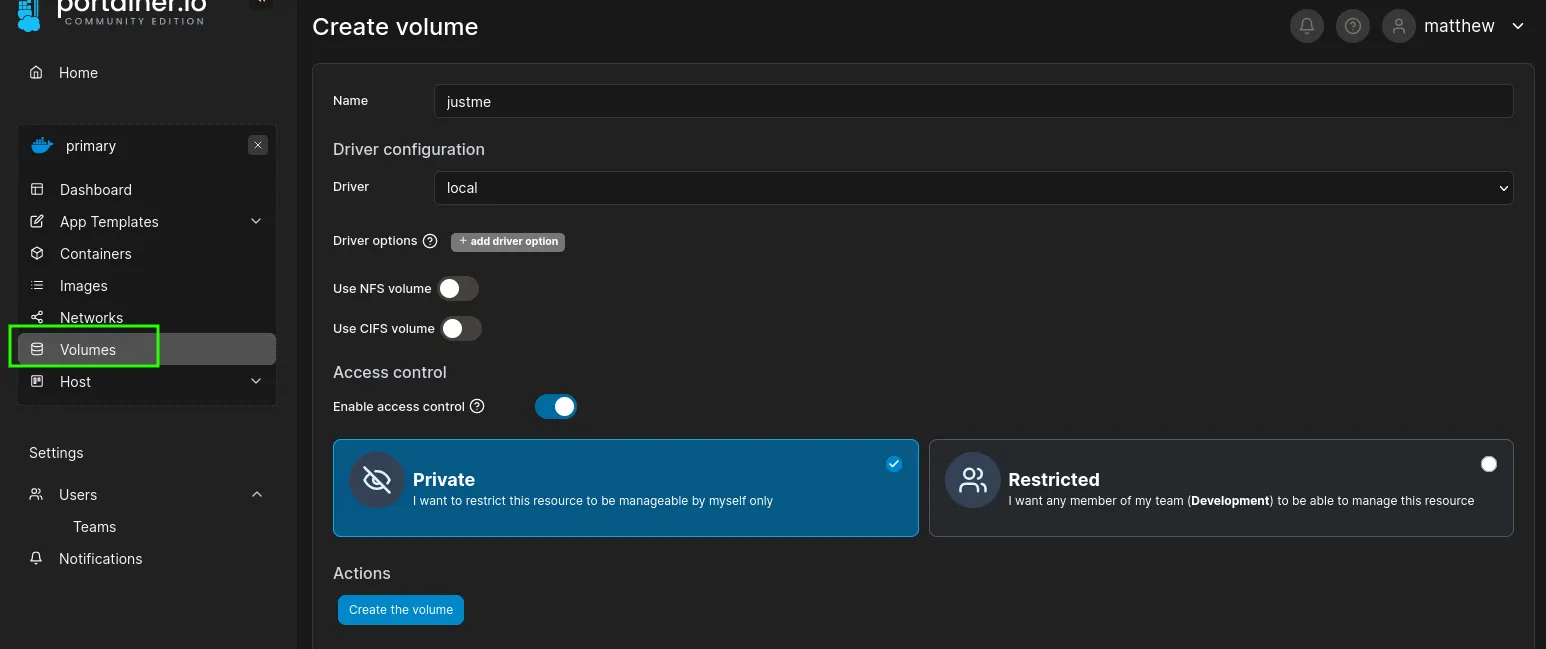 portainer.io
COMMUNITY EDITION
Home
primary
Dashboard
App Templates
Containers
Images
Networks
Volumes
Host
Settings
Users
Teams
Notifications
Create volume
matthew
Name
justme
Driver configuration
Driver
local
Driver options
+ add driver option
Use NFS volume
Use CIFS volume
Access control
Enable access control
Private
I want to restrict this resource to be manageable by myself only
Restricted
I want any member of my team (Development) to be able to manage this resource
Actions
Create the volume